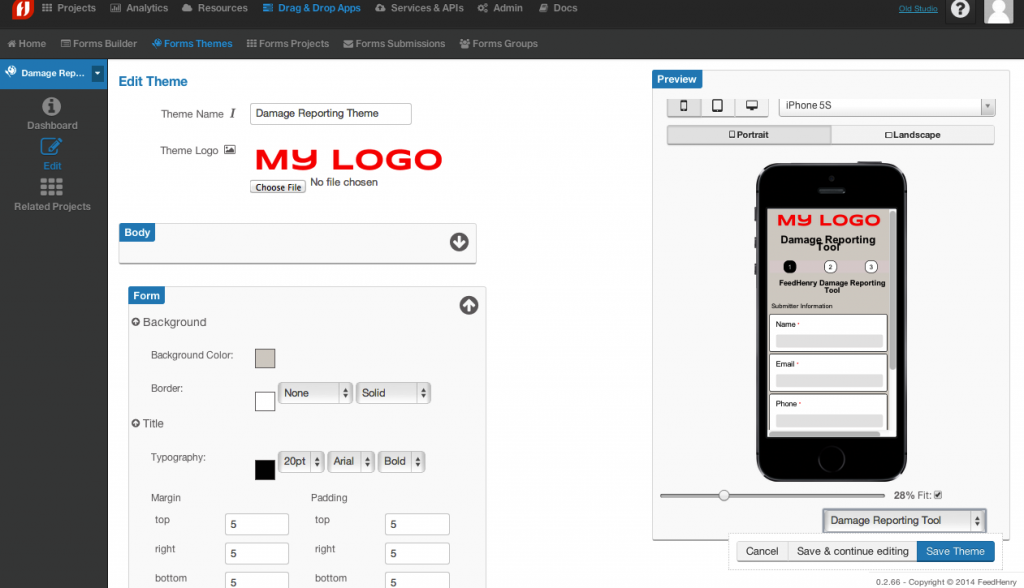 Projects Analytics Resources Drag & Drop Apps Services & APIs Admin Docs Old Studio ?
Home Forms Builder Forms Themes Forms Projects Forms Submissions Forms Groups
Damage Rep...
Dashboard
Edit
Related Projects
Edit Theme
Theme Name I Damage Reporting Theme
Theme Logo MY LOGO
Choose File No file chosen
Body
Form
Background
Background Color:
Border: None Solid
Title
Typography: 20pt Arial Bold
Margin Padding
top 5 top 5
right 5 right 5
bottom 5 bottom 5
Preview
iPhone 5S
Portrait Landscape
MY LOGO
Damage Reporting
Tool
1 2 3
FeedHenry Damage Reporting
Tool
Submitter Information
Name *
Email *
Phone *
28% Fit:
Damage Reporting Tool
Cancel Save & continue editing Save Theme
0.2.66 - Copyright © 2014 FeedHenry